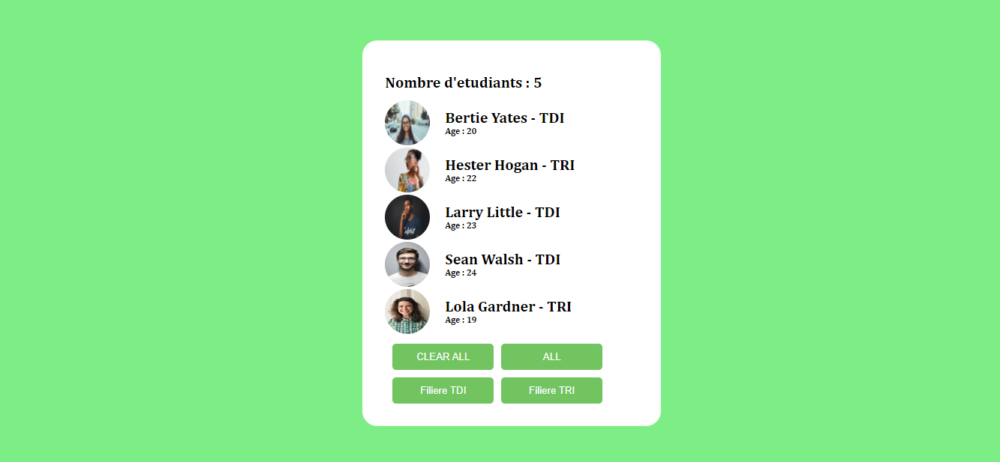 Nombre d'etudiants : 5
Bertie Yates - TDI
Age : 20
Hester Hogan - TRI
Age : 22
Larry Little - TDI
Age : 23
Sean Walsh - TDI
Age : 24
Lola Gardner - TRI
Age : 19
CLEAR ALL
ALL
Filiere TDI
Filiere TRI